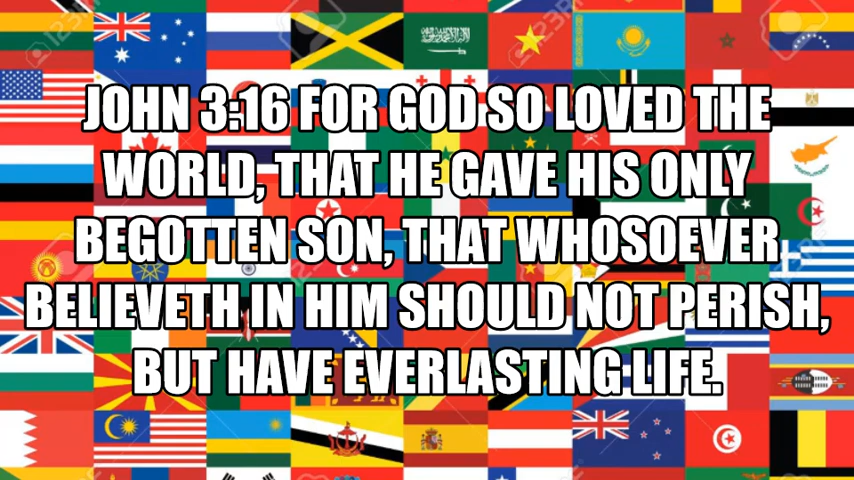 JOHN 3:16 FOR GOD SO LOVED THE
WORLD, THAT HE GAVE HIS ONLY
BEGOTTEN SON, THAT WHOSOEVER
BELIEVETH IN HIM SHOULD NOT PERISH,
BUT HAVE EVERLASTING LIFE.